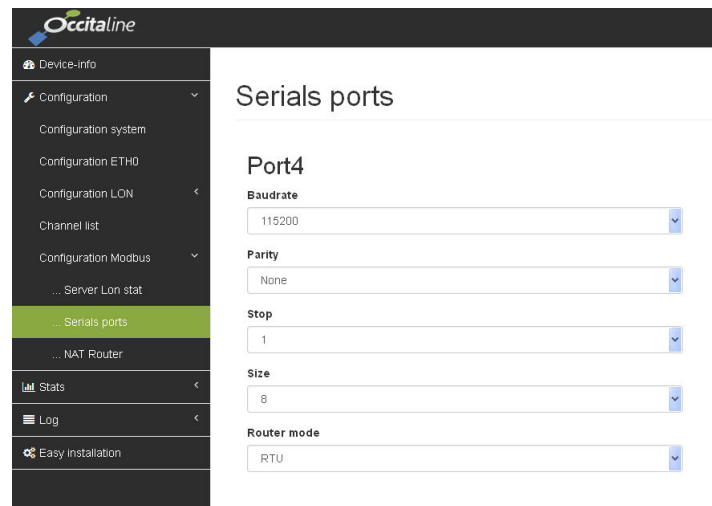 Occitaline
Device-info
Configuration
Configuration system
Configuration ETH0
Configuration LON
Channel list
Configuration Modbus
... Server Lon stat
... Serials ports
... NAT Router
Stats
Log
Easy installation
Serials ports
Port4
Baudrate
115200
Parity
None
Stop
1
Size
8
Router mode
RTU